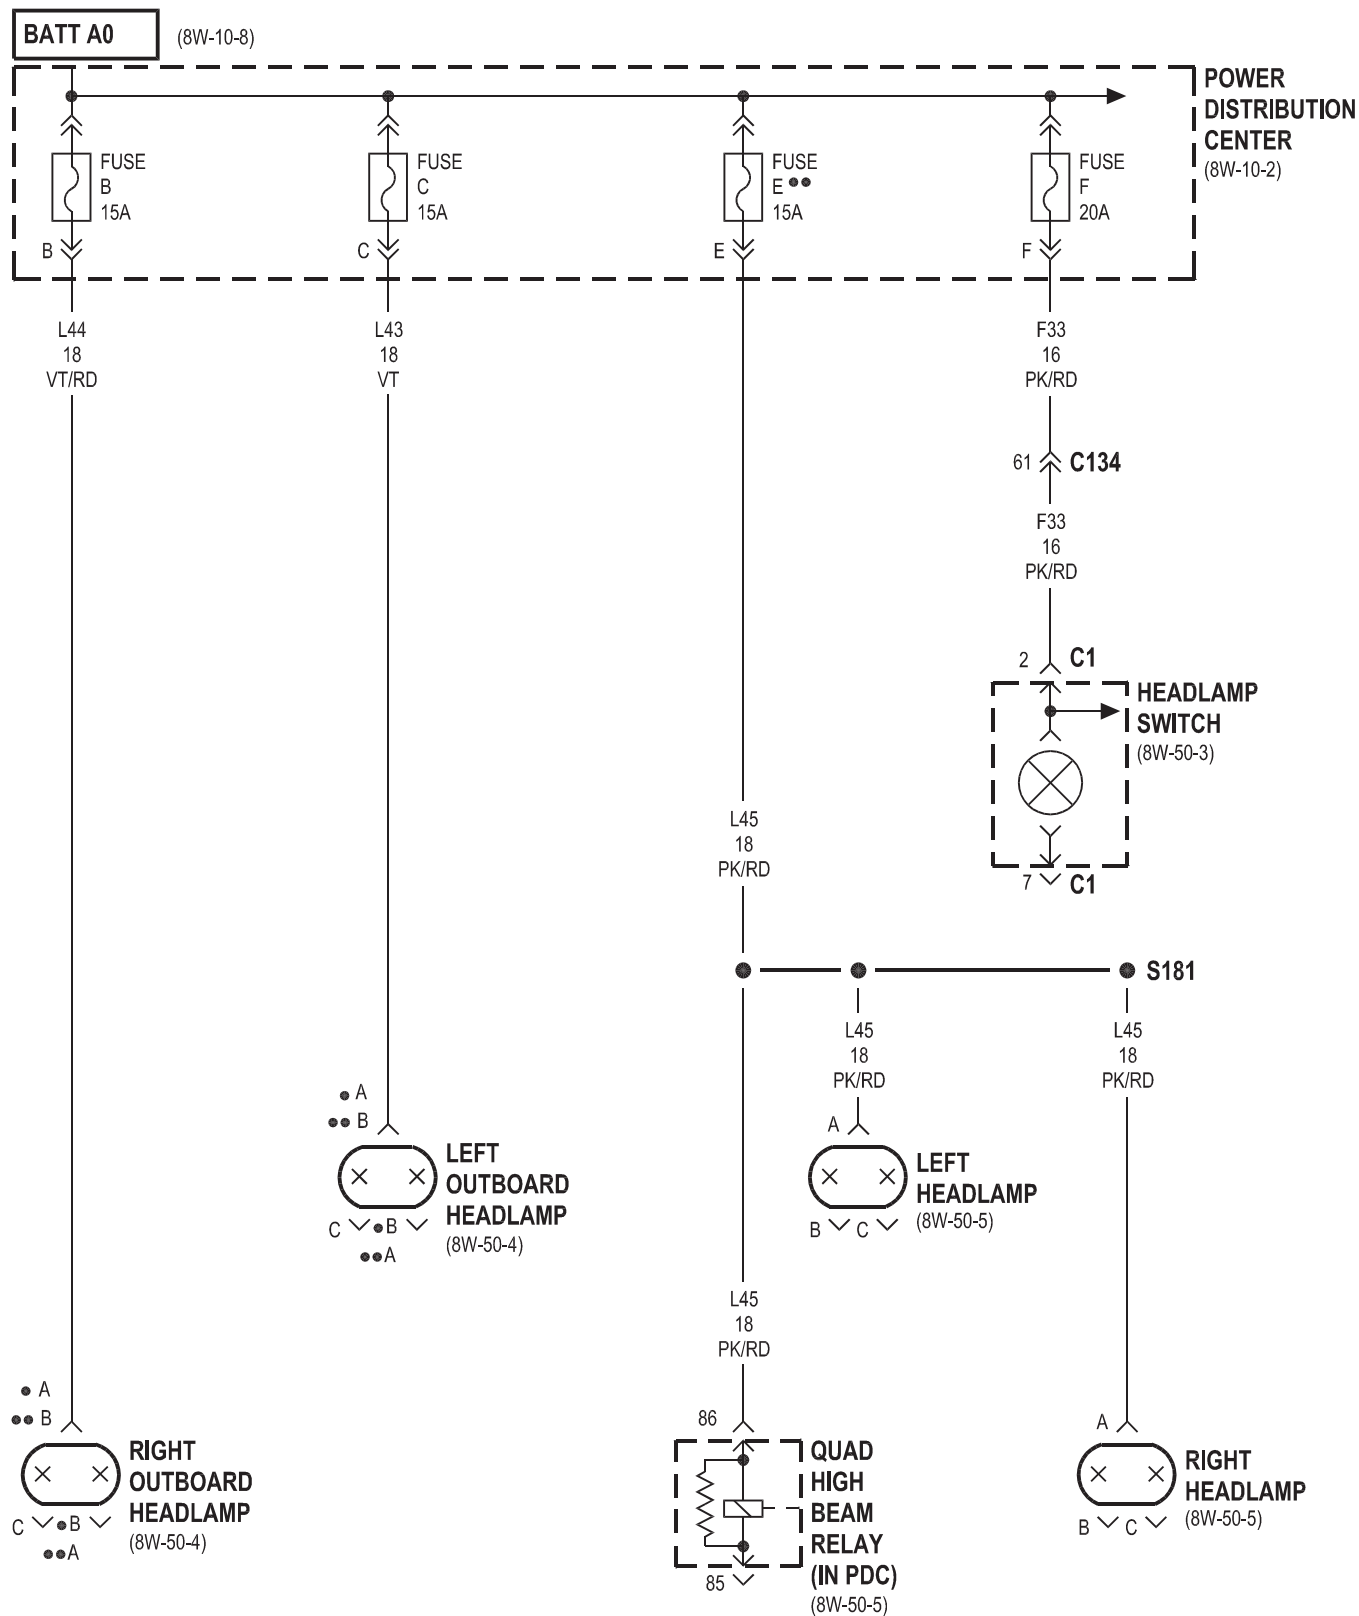 BATT A0
(8W-10-8)
POWER
DISTRIBUTION
CENTER
(8W-10-2)
FUSE
B
15A
FUSE
C
15A
FUSE
E ●●
15A
FUSE
F
20A
B
C
E
F
L44
18
VT/RD
L43
18
VT
F33
16
PK/RD
61
C134
F33
16
PK/RD
2
C1
HEADLAMP
SWITCH
(8W-50-3)
7
C1
L45
18
PK/RD
S181
L45
18
PK/RD
L45
18
PK/RD
● A
●● B
LEFT
OUTBOARD
HEADLAMP
(8W-50-4)
C
●B
●●A
A
LEFT
HEADLAMP
(8W-50-5)
B
C
L45
18
PK/RD
● A
●● B
RIGHT
OUTBOARD
HEADLAMP
(8W-50-4)
C
●B
●●A
86
QUAD
HIGH
BEAM
RELAY
(IN PDC)
(8W-50-5)
85
A
RIGHT
HEADLAMP
(8W-50-5)
B
C